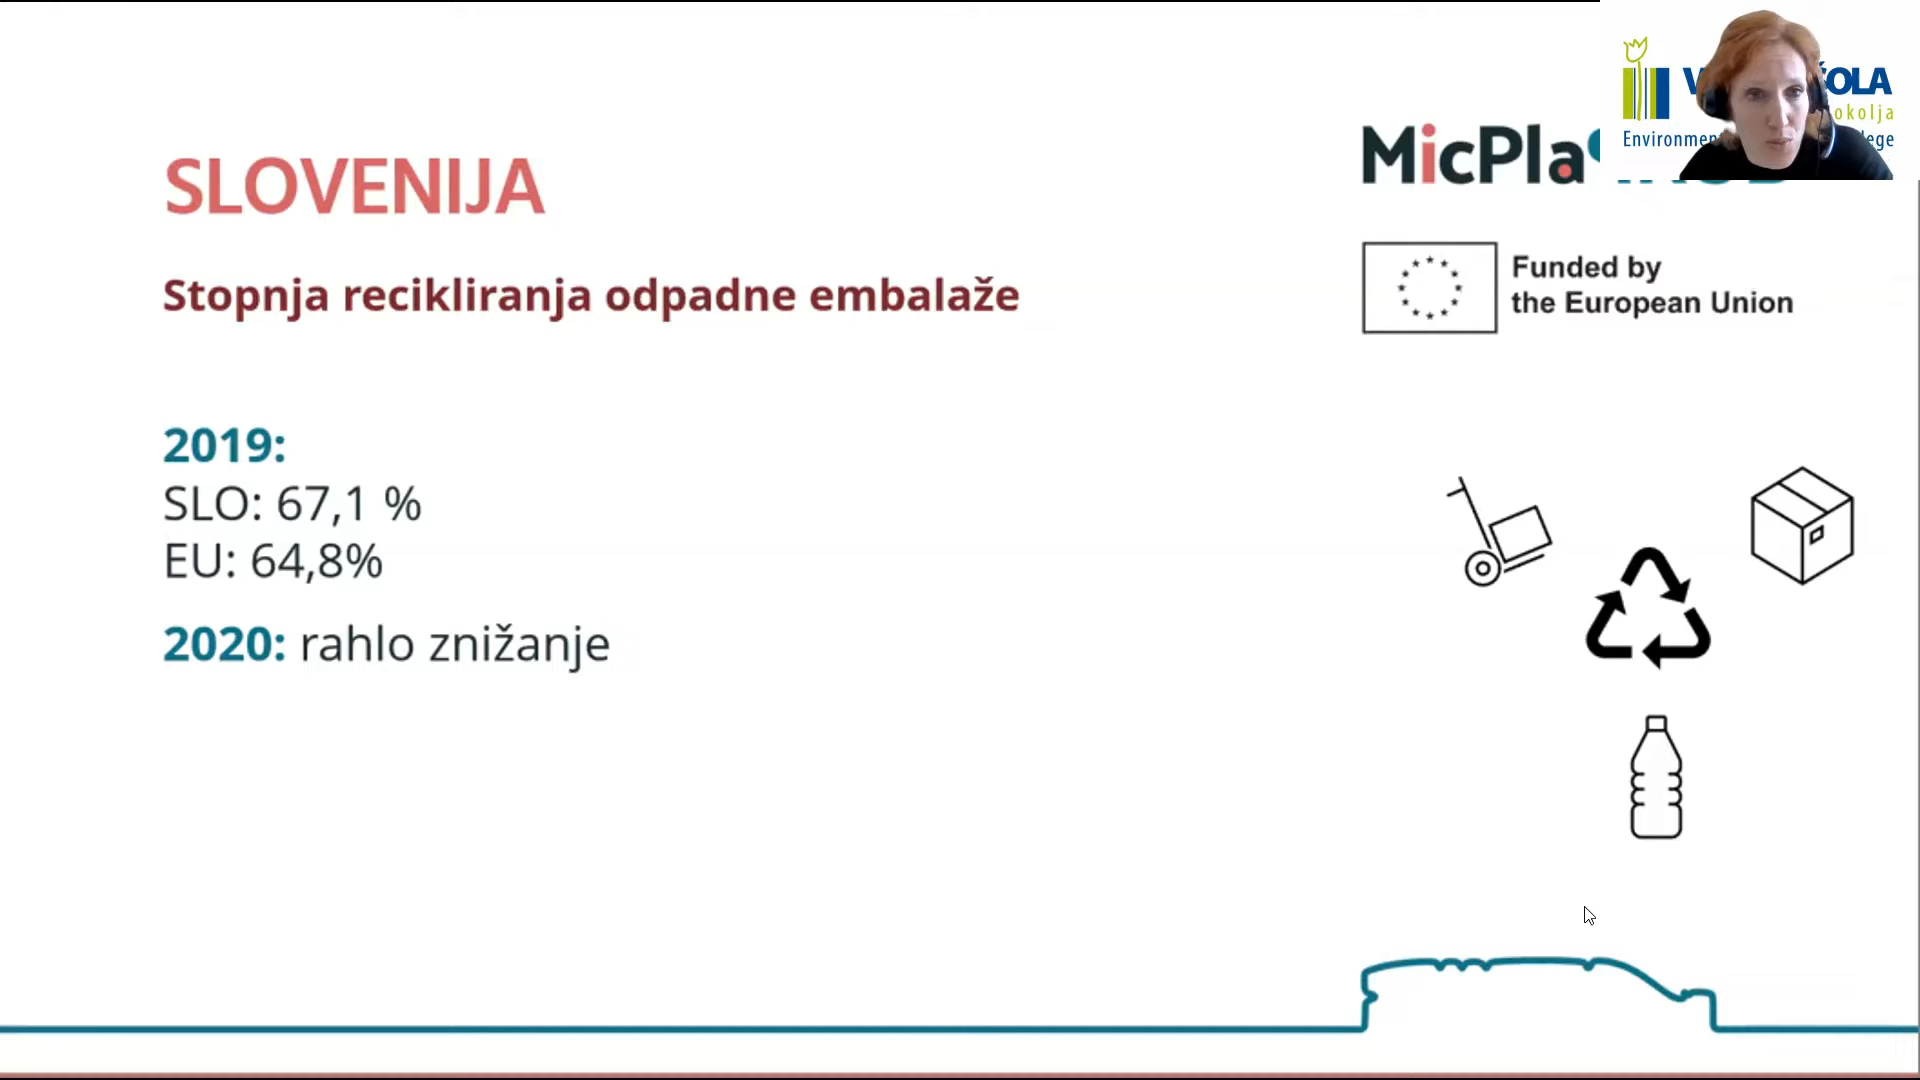 SLOVENIJA
Stopnja recikliranja odpadne embalaže
2019:
SLO: 67,1 %
EU: 64,8%
2020: rahlo znižanje
MicPla
Funded by
the European Union
okolja